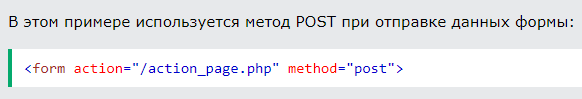 В этом примере используется метод POST при отправке данных формы:
<form action="/action_page.php" method="post">